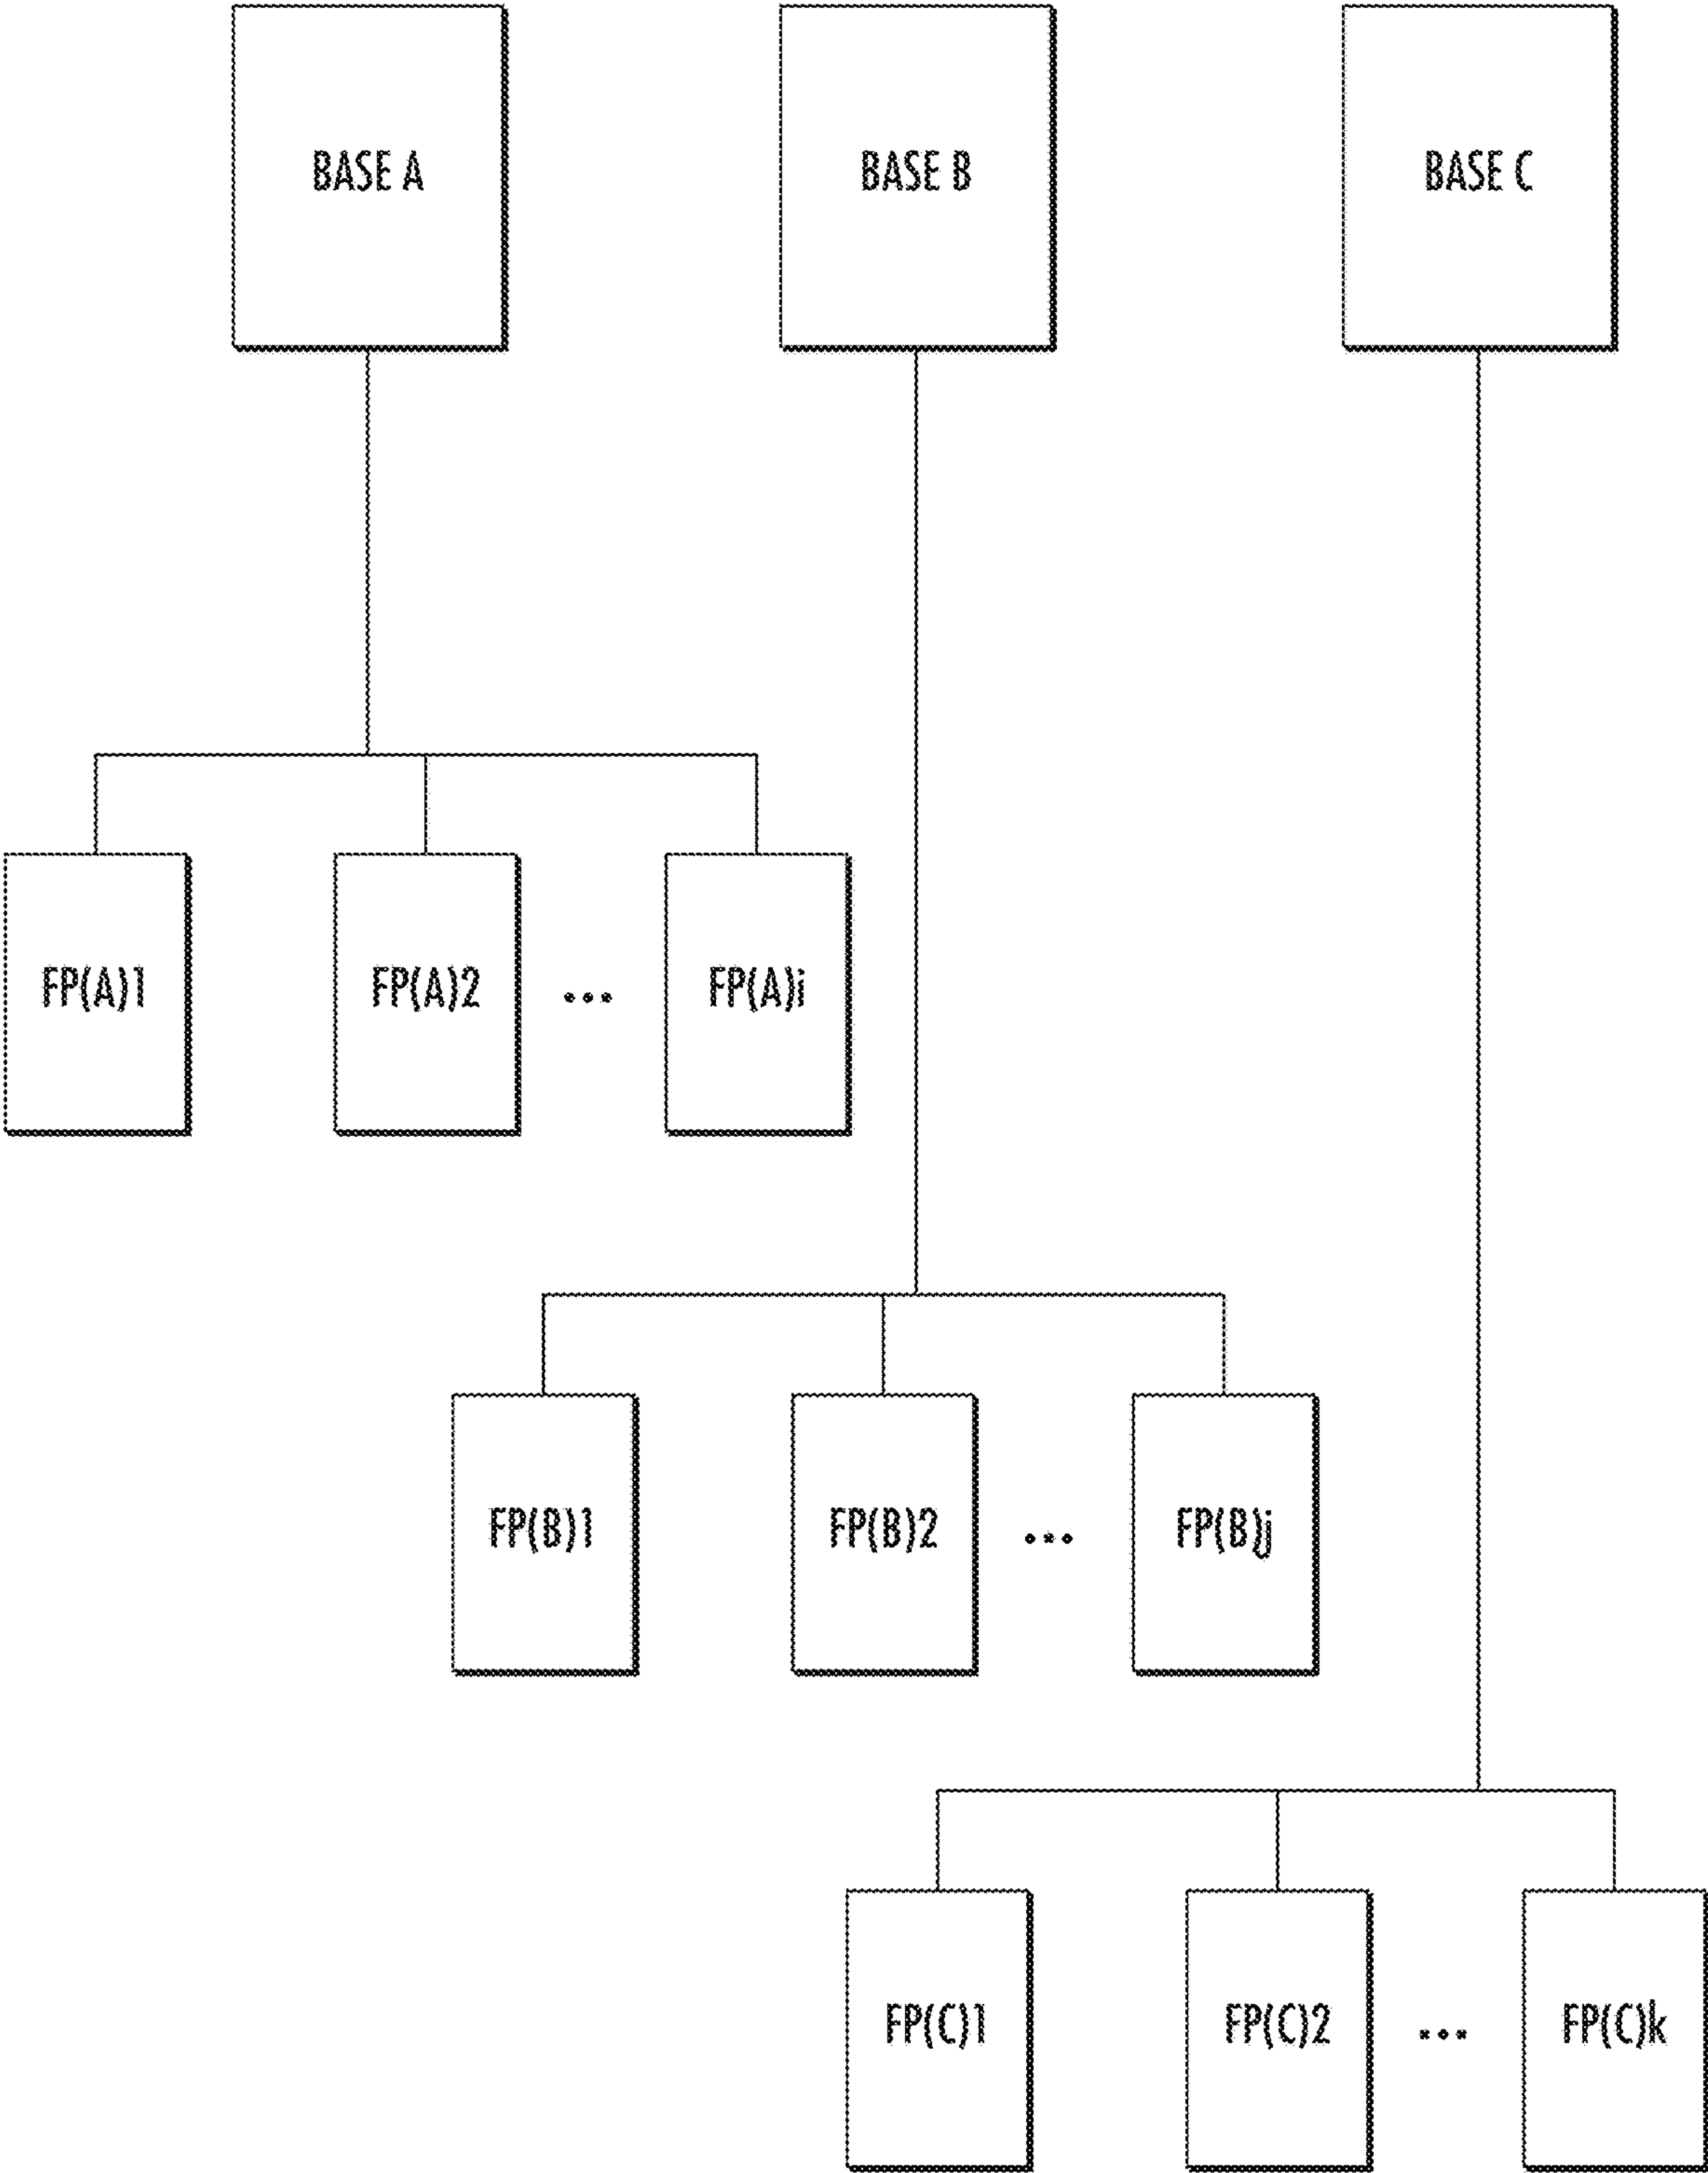 BASE A BASE B BASE C
FP(A)1 FP(A)2 ... FP(A)i
FP(B)1 FP(B)2 ... FP(B)j
FP(C)1 FP(C)2 ... FP(C)k